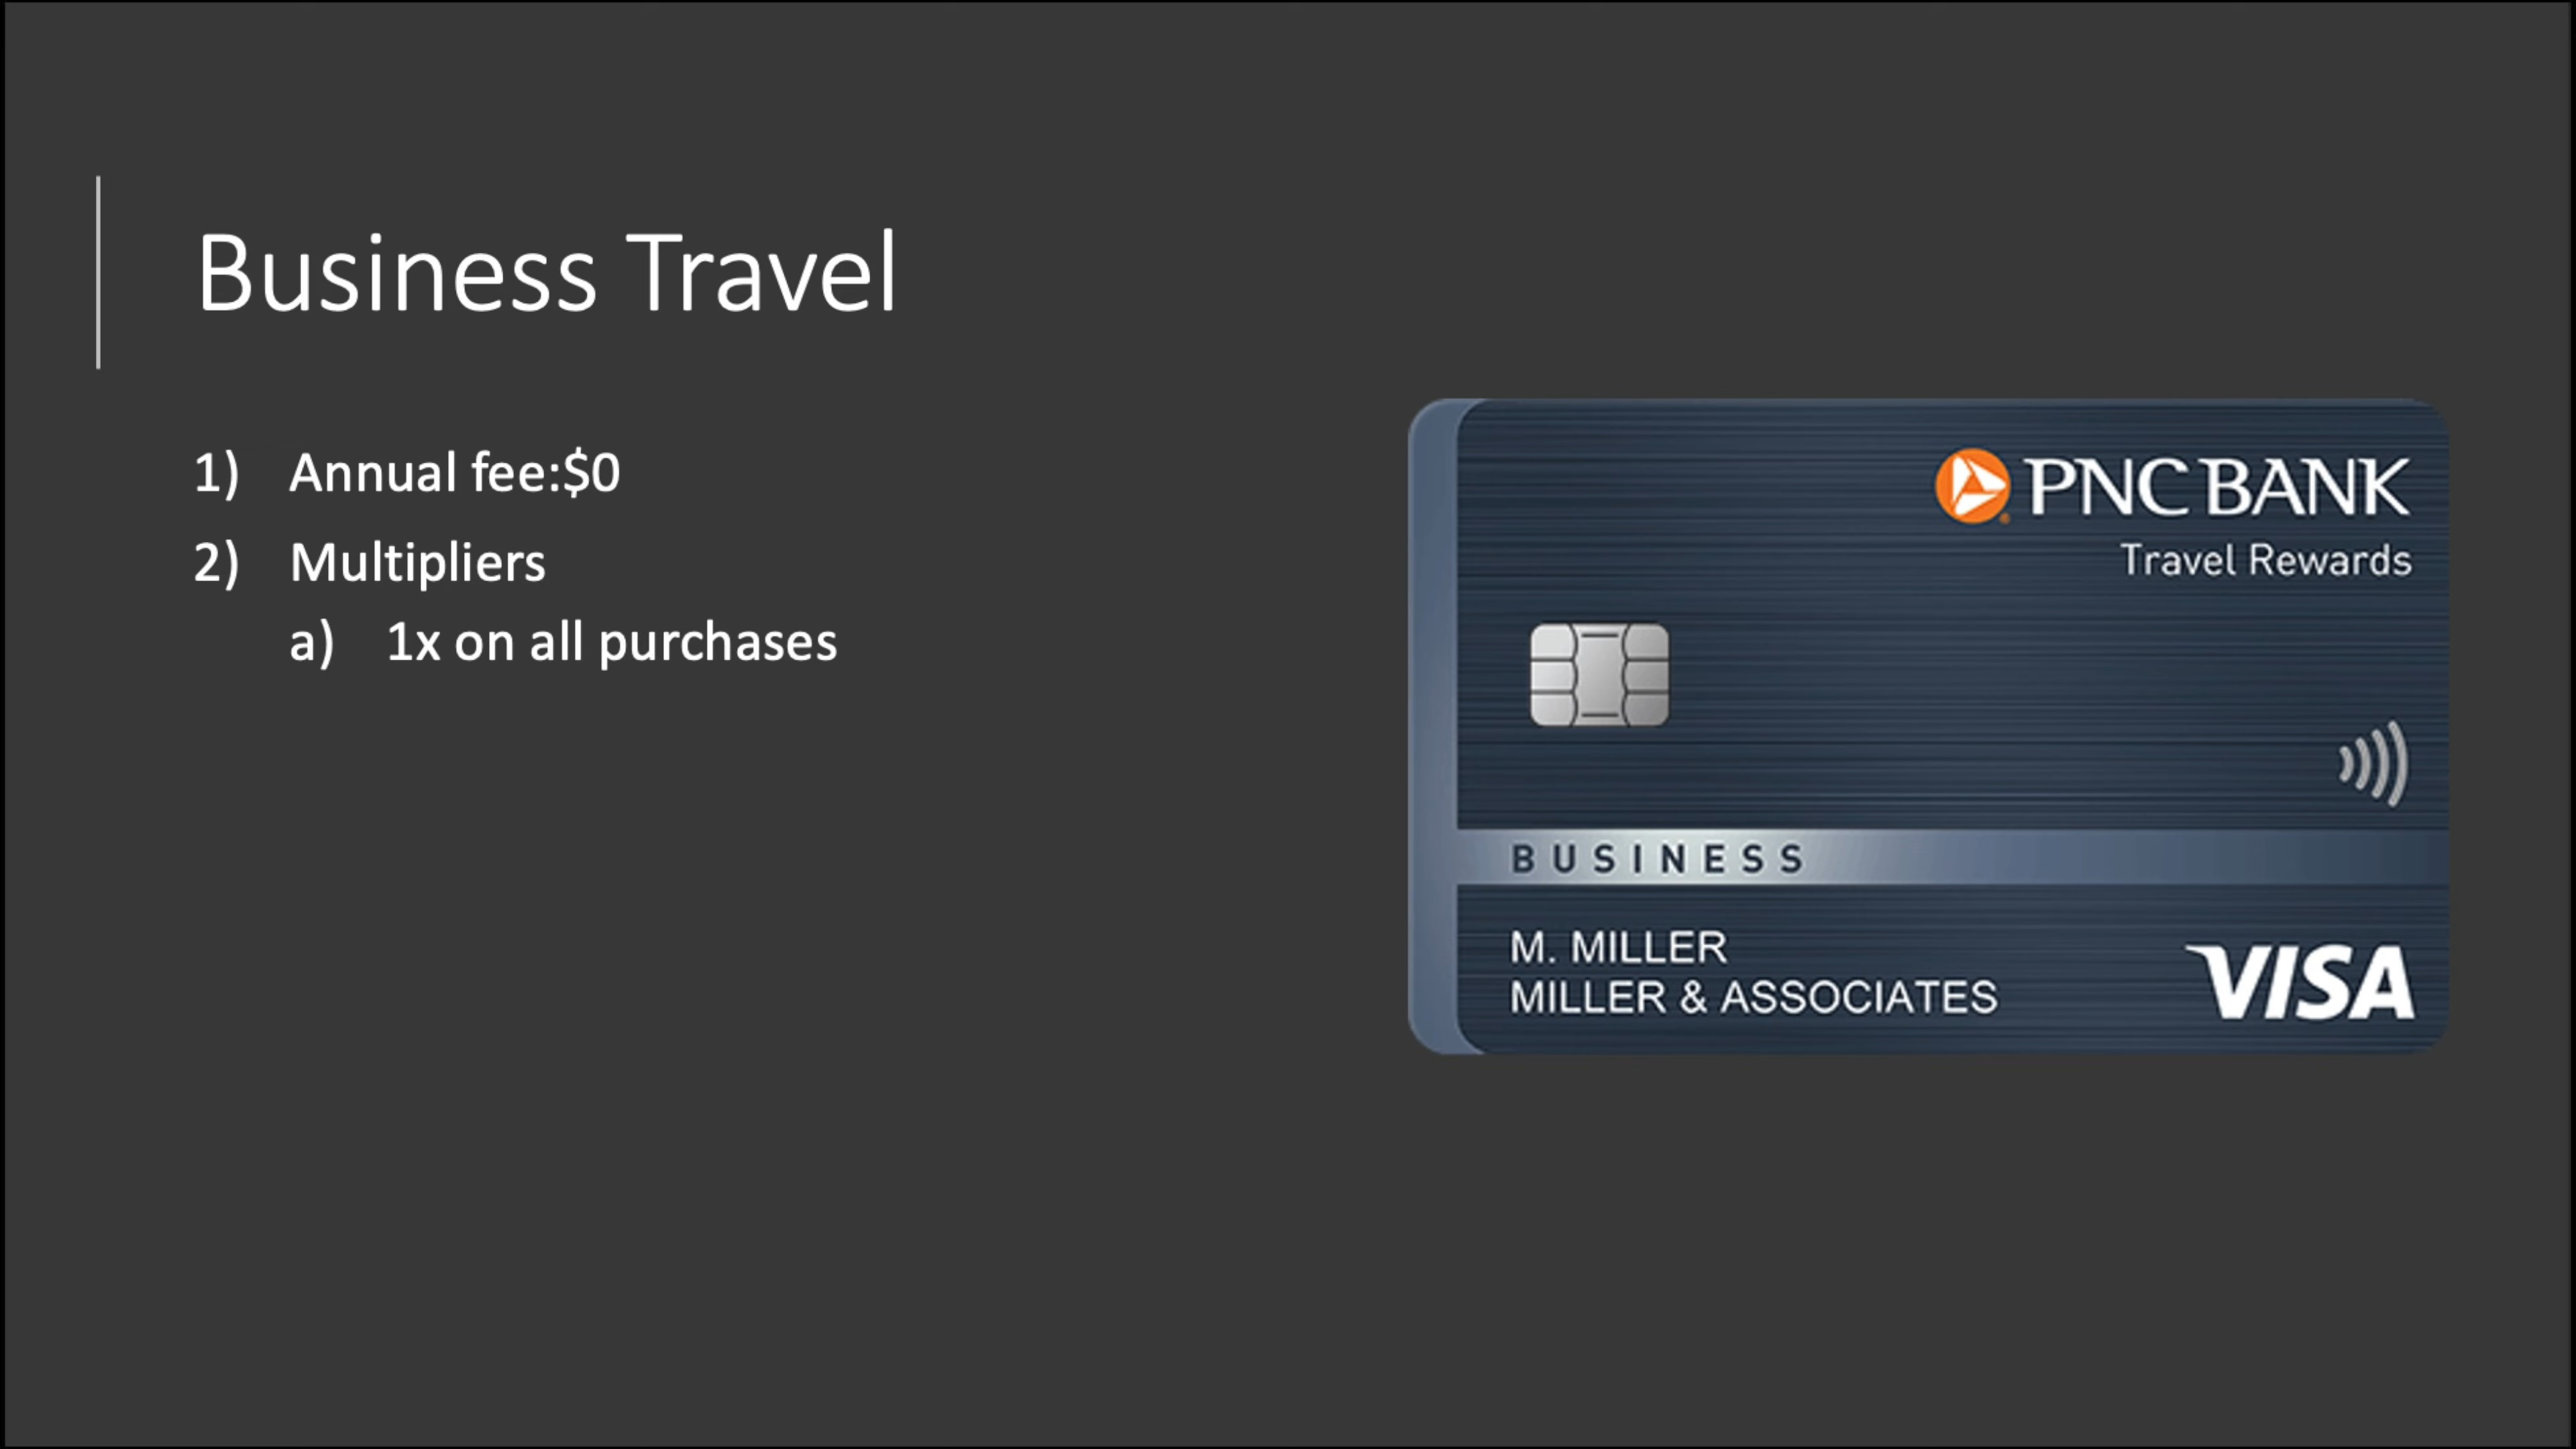 Business Travel
1) Annual fee:$0
2) Multipliers
a) 1x on all purchases
PNC BANK
Travel Rewards
BUSINESS
M. MILLER
MILLER & ASSOCIATES
VISA